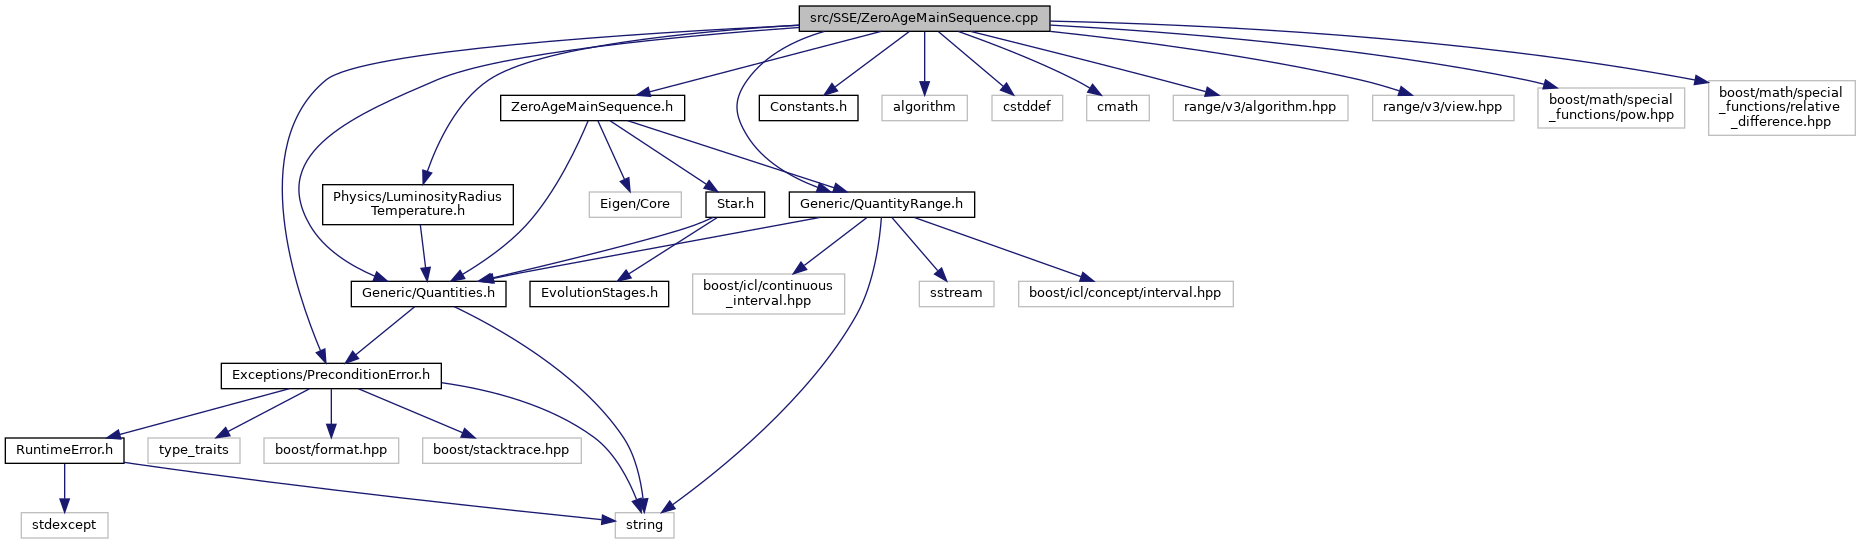 src/SSE/ZeroAgeMainSequence.cpp
ZeroAgeMainSequence.h
Constants.h
algorithm
cstddef
cmath
range/v3/algorithm.hpp
range/v3/view.hpp
boost/math/special
_functions/pow.hpp
boost/math/special
_functions/relative
_difference.hpp
Physics/LuminosityRadius
Temperature.h
Eigen/Core
Star.h
Generic/QuantityRange.h
Generic/Quantities.h
EvolutionStages.h
boost/icl/continuous
_interval.hpp
sstream
boost/icl/concept/interval.hpp
Exceptions/PreconditionError.h
RuntimeError.h
type_traits
boost/format.hpp
boost/stacktrace.hpp
stdexcept
string